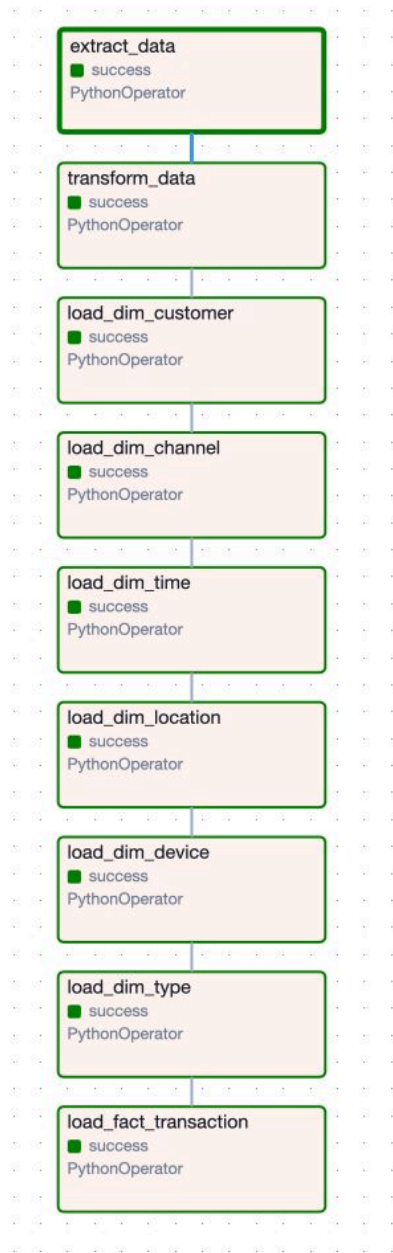 extract_data
success
PythonOperator
transform_data
success
PythonOperator
load_dim_customer
success
PythonOperator
load_dim_channel
success
PythonOperator
load_dim_time
success
PythonOperator
load_dim_location
success
PythonOperator
load_dim_device
success
PythonOperator
load_dim_type
success
PythonOperator
load_fact_transaction
success
PythonOperator